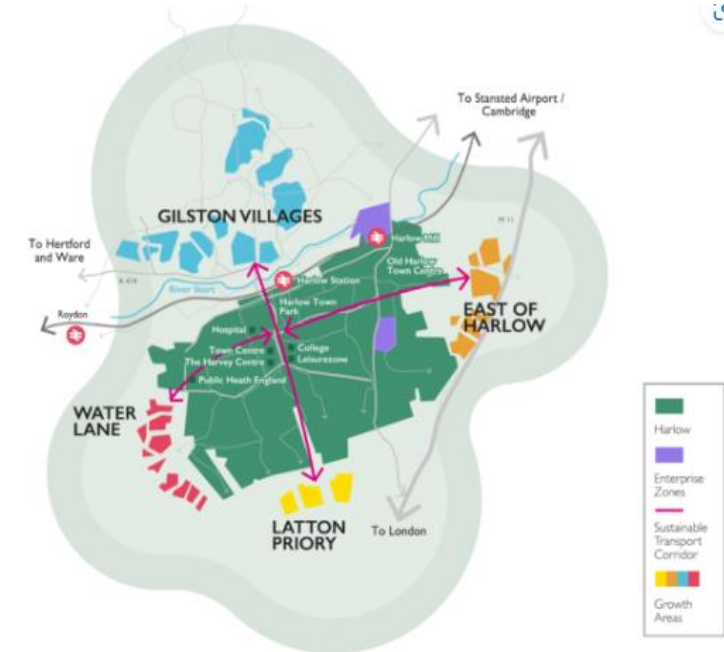 To Stansted Airport /
Cambridge
GILSTON VILLAGES
M 11
To Hertford
and Ware
A 414
River Stort
Harlow Mill
Old Harlow
Town Centre
Harlow Station
Roydon
Harlow Town
Park
EAST OF
HARLOW
Hospital
Town Centre
The Harvey Centre
College
Leisurezone
Public Heath England
WATER
LANE
LATTON
PRIORY
To London
Harlow
Enterprise
Zones
Sustainable
Transport
Corridor
Growth
Areas